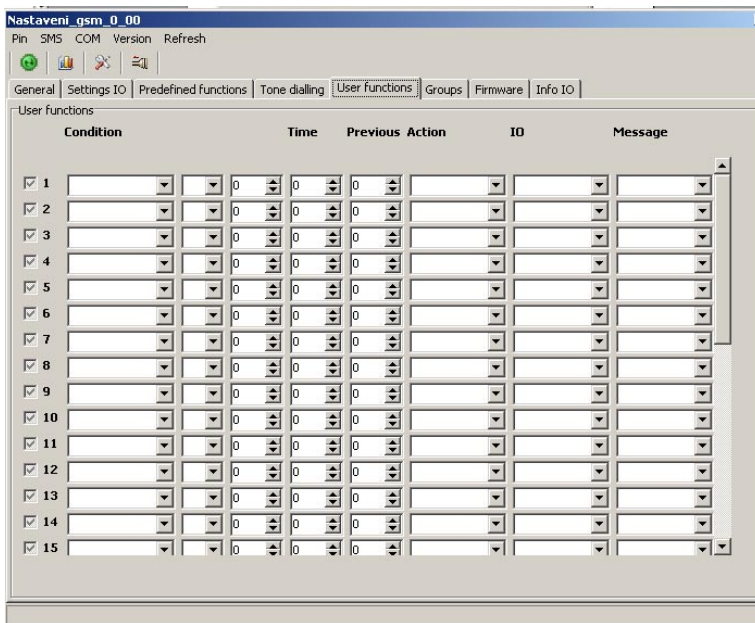 Nastaveni_gsm_0_00
Pin SMS COM Version Refresh
General Settings IO Predefined functions Tone dialling User functions Groups Firmware Info IO
User functions
Condition Time Previous Action IO Message
1 0 0 0
2 0 0 0
3 0 0 0
4 0 0 0
5 0 0 0
6 0 0 0
7 0 0 0
8 0 0 0
9 0 0 0
10 0 0 0
11 0 0 0
12 0 0 0
13 0 0 0
14 0 0 0
15 0 0 0